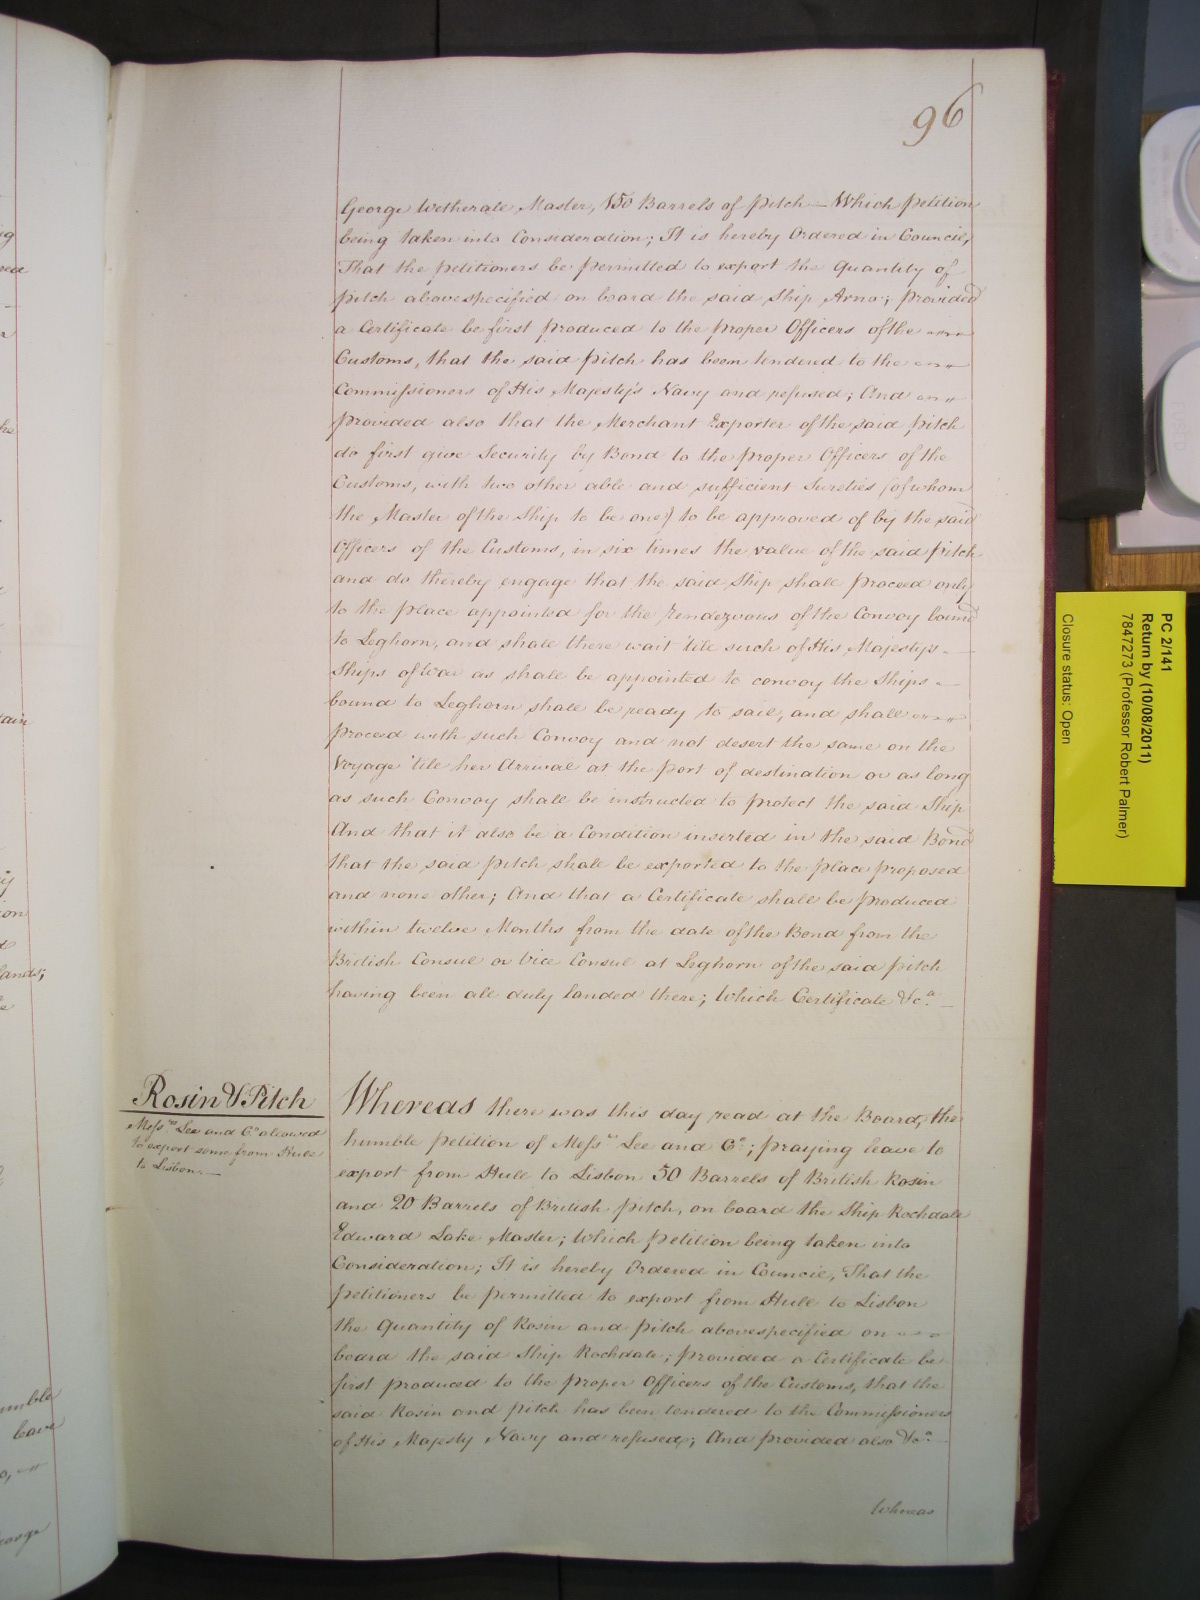 96
George Wetherale, Master, 150 Barrels of pitch — Which petition
being taken into Consideration; It is hereby Ordered in Council,
That the petitioners be permitted to export the Quantity of
pitch abovespecified on board the said Ship Arno; provided
a Certificate be first produced to the proper Officers of the
Customs, that the said pitch has been tendered to the
Commissioners of His Majesty's Navy and refused; And
provided also that the Merchant Exporter of the said pitch
do first give Security by Bond to the proper Officers of the
Customs, with two other able and sufficient Sureties (of whom
the Master of the Ship to be one) to be approved of by the said
Officers of the Customs, in six times the value of the said pitch
and do thereby engage that the said Ship shall proceed only
to the place appointed for the rendezvous of the Convoy bound
to Leghorn, and shall there wait till such of His Majesty's
Ships of War as shall be appointed to convoy the Ships
bound to Leghorn shall be ready to sail, and shall
proceed with such Convoy and not desert the same on the
Voyage 'till her Arrival at the port of destination or as long
as such Convoy shall be instructed to protect the said Ship
And that it also be a Condition inserted in the said Bond
that the said pitch shall be exported to the place proposed
and none other; And that a Certificate shall be produced
within twelve Months from the date of the Bond from the
British Consul or Vice Consul at Leghorn of the said pitch
having been all duly landed there; Which Certificate &c.a
Rosin & Pitch
Messrs Lee and Co. allowed
to export some from Hull
to Lisbon.
Whereas there was this day read at the Board, the
humble petition of Messrs Lee and Co.; praying leave to
export from Hull to Lisbon 50 Barrels of British Rosin
and 20 Barrels of British pitch, on board the Ship Rochdale
Edward Lake Master; Which petition being taken into
Consideration; It is hereby Ordered in Council, That the
petitioners be permitted to export from Hull to Lisbon
the Quantity of Rosin and pitch abovespecified on
board the said Ship Rochdale; provided a Certificate be
first produced to the proper Officers of the Customs, that the
said Rosin and pitch has been tendered to the Commissioners
of His Majesty Navy and refused; And provided also &c.a
Whereas
PC 2/141
Return by (10/08/2011)
7847273 (Professor Robert Palmer)
Closure status: Open